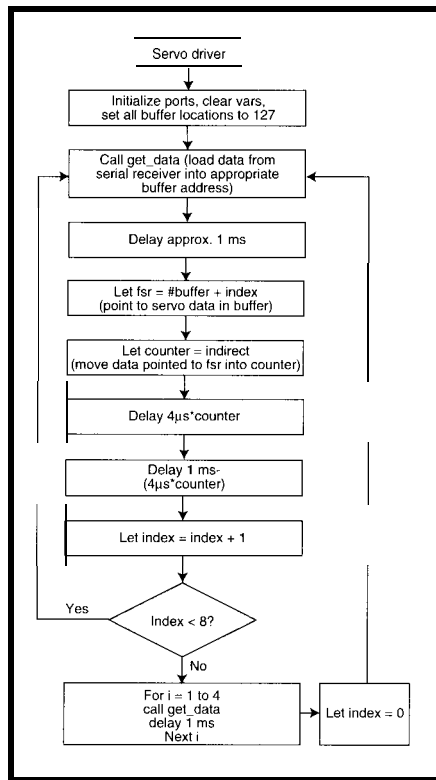 Servo driver
Initialize ports, clear vars,
set all buffer locations to 127
Call get_data (load data from
serial receiver into appropriate
buffer address)
Delay approx. 1 ms
Let fsr = #buffer + index
(point to servo data in buffer)
Let counter = indirect
(move data pointed to fsr into counter)
Delay 4µs*counter
Delay 1 ms-
(4µs*counter)
Let index = index + 1
Index < 8?
Yes
No
For i = 1 to 4
call get_data
delay 1 ms
Next i
Let index = 0